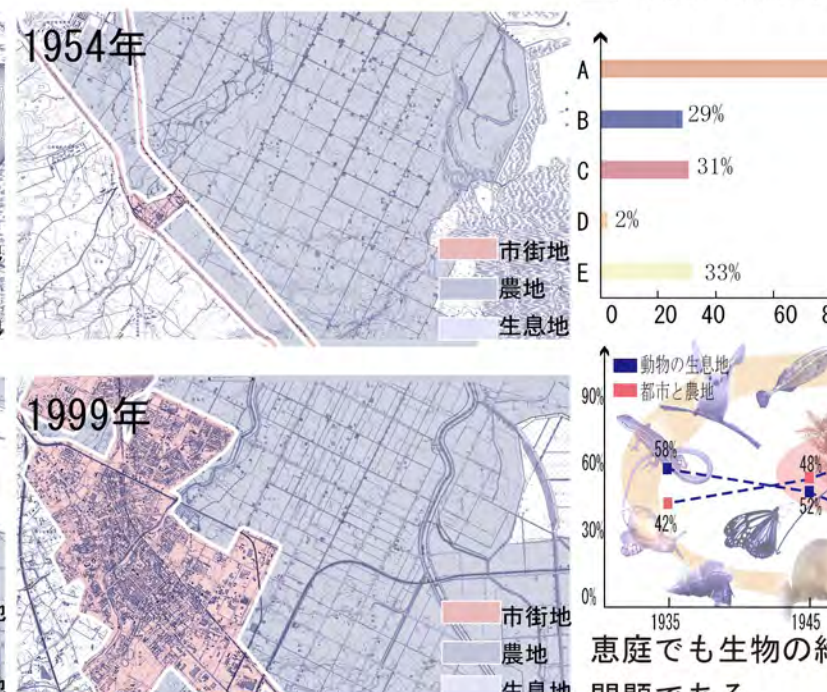 1954年
市街地
農地
生息地
A
B 29%
C 31%
D 2%
E 33%
0 20 40 60
1999年
市街地
農地
生息地
動物の生息地
都市と農地
90%
60%
30%
0%
58%
42%
48%
52%
1935 1945
恵庭でも生物の